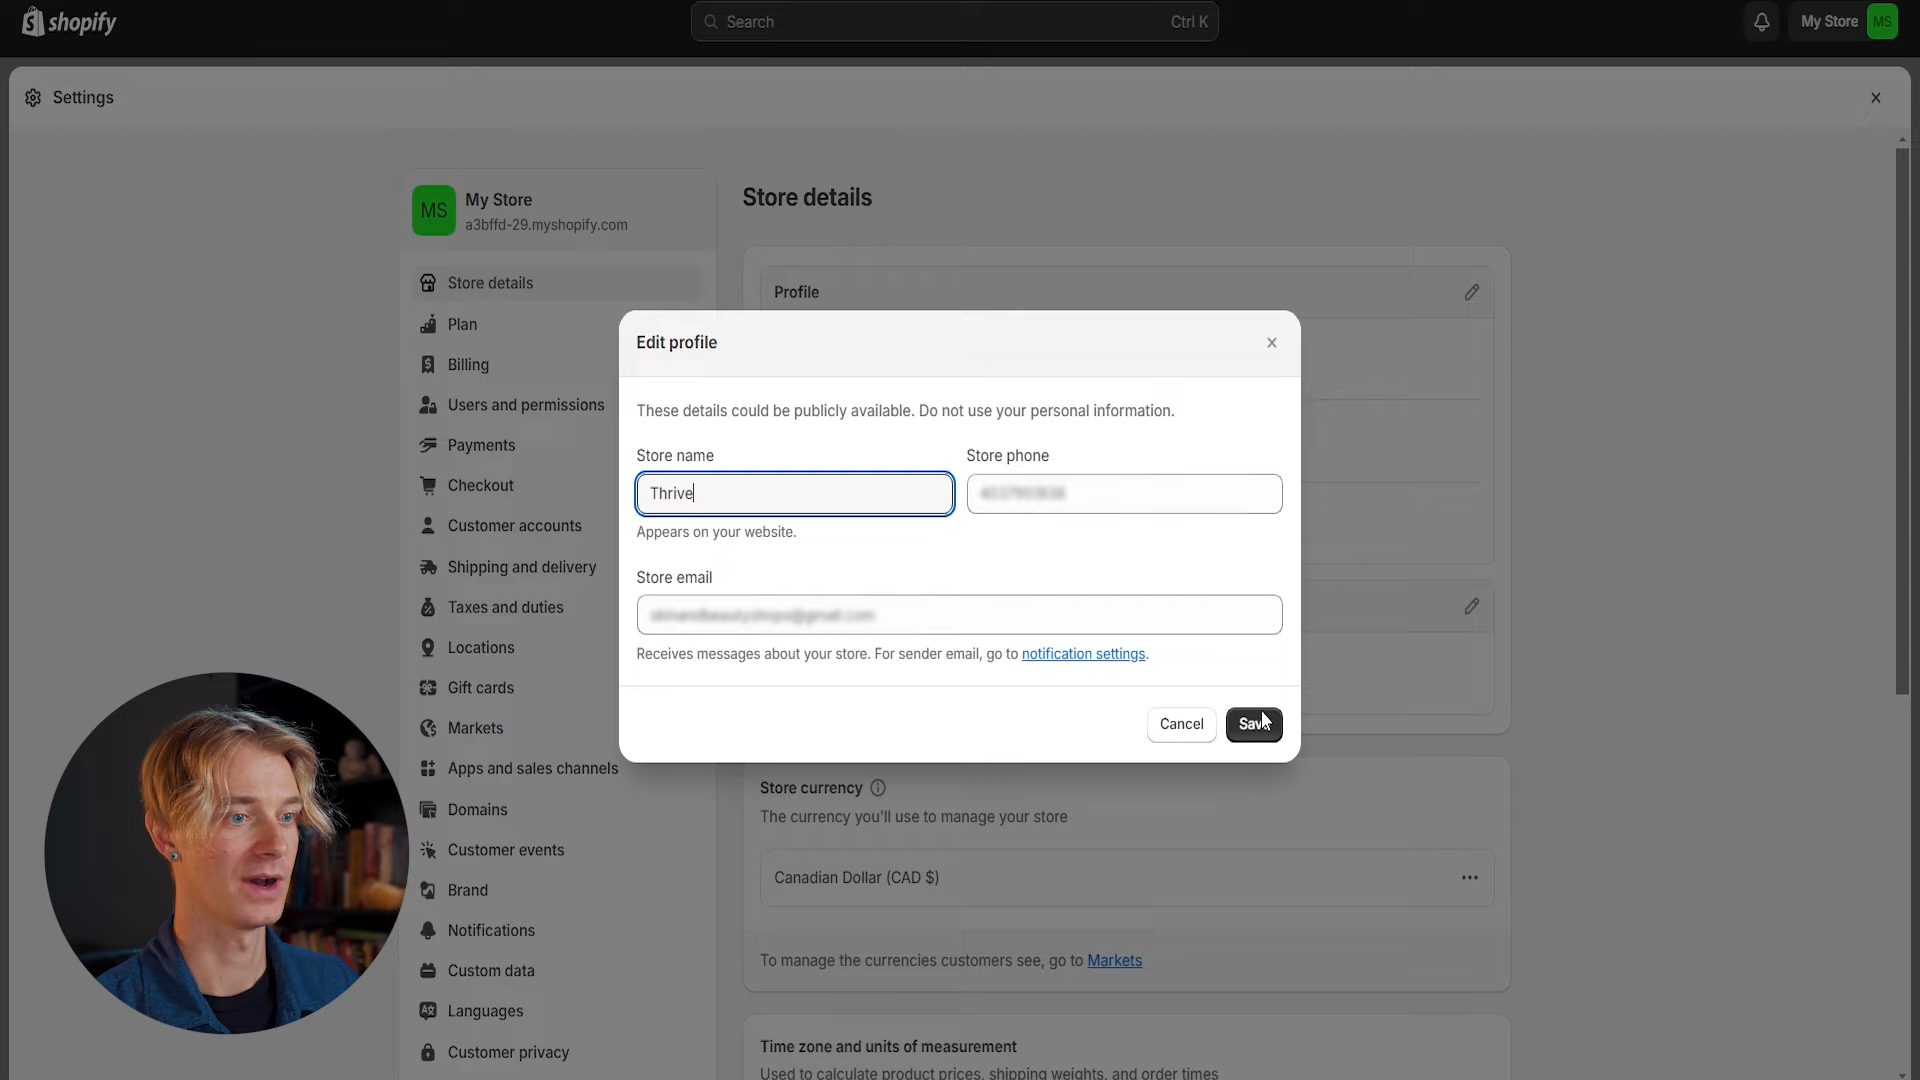 shopify
Search
Ctrl K
My Store
MS
Settings
MS
My Store
a3bffd-29.myshopify.com
Store details
Plan
Billing
Users and permissions
Payments
Checkout
Customer accounts
Shipping and delivery
Taxes and duties
Locations
Gift cards
Markets
Apps and sales channels
Domains
Customer events
Brand
Notifications
Custom data
Languages
Customer privacy
Store details
Profile
Edit profile
These details could be publicly available. Do not use your personal information.
Store name
Store phone
Thrive
Appears on your website.
Store email
Receives messages about your store. For sender email, go to notification settings.
Cancel
Save
Store currency
The currency you'll use to manage your store
Canadian Dollar (CAD $)
To manage the currencies customers see, go to Markets
Time zone and units of measurement
Used to calculate product prices, shipping weights, and order times